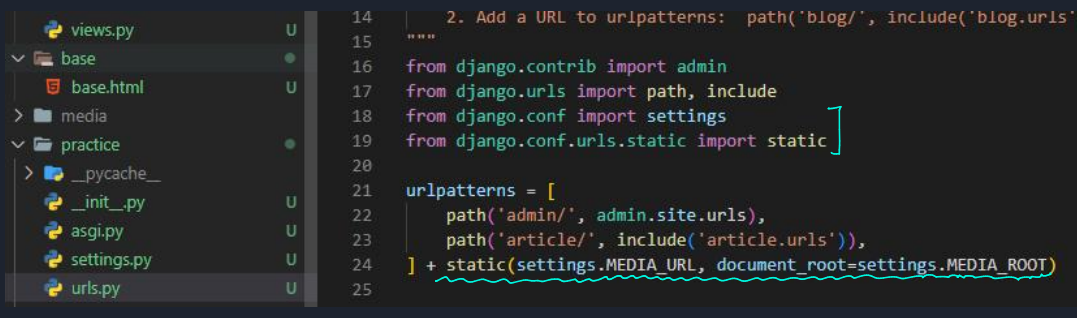 views.py U
base
base.html U
media
practice
__pycache__
__init__.py U
asgi.py U
settings.py U
urls.py U
14 2. Add a URL to urlpatterns:  path('blog/', include('blog.urls'
15 """
16 from django.contrib import admin
17 from django.urls import path, include
18 from django.conf import settings
19 from django.conf.urls.static import static
20
21 urlpatterns = [
22     path('admin/', admin.site.urls),
23     path('article/', include('article.urls')),
24 ] + static(settings.MEDIA_URL, document_root=settings.MEDIA_ROOT)
25